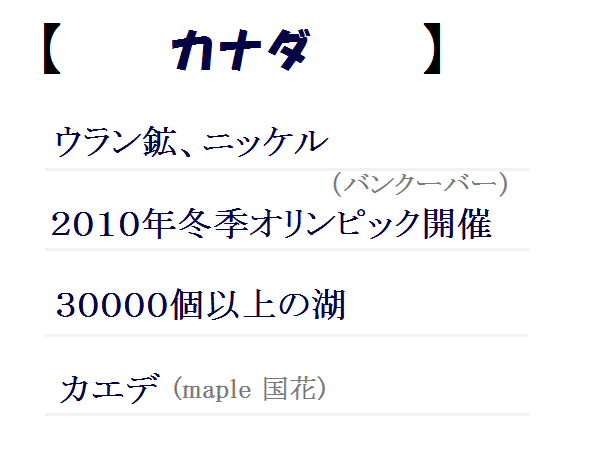 【 カナダ 】
ウラン鉱、ニッケル
(バンクーバー)
２０１０年冬季オリンピック開催
３００００個以上の湖
カエデ (maple 国花)